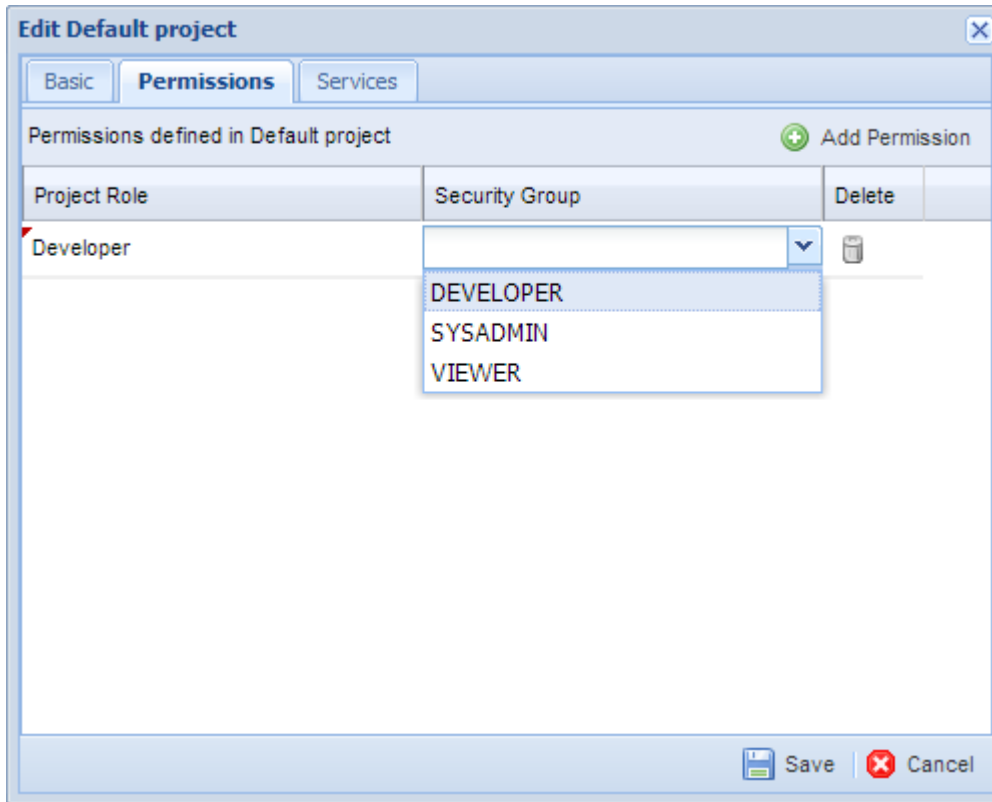 Edit Default project
Basic Permissions Services
Permissions defined in Default project Add Permission
Project Role Security Group Delete
Developer
DEVELOPER
SYSADMIN
VIEWER
Save Cancel